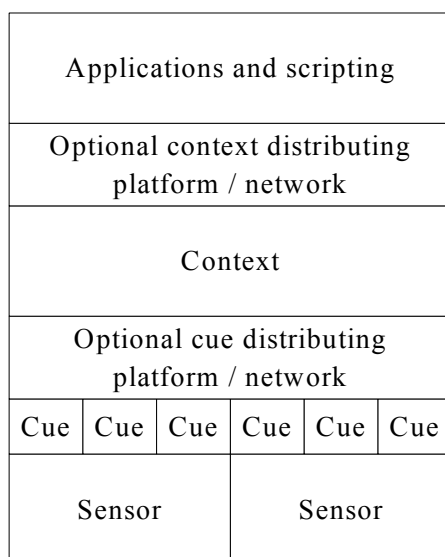 Applications and scripting
Optional context distributing
platform / network
Context
Optional cue distributing
platform / network
Cue Cue Cue Cue Cue Cue
Sensor Sensor